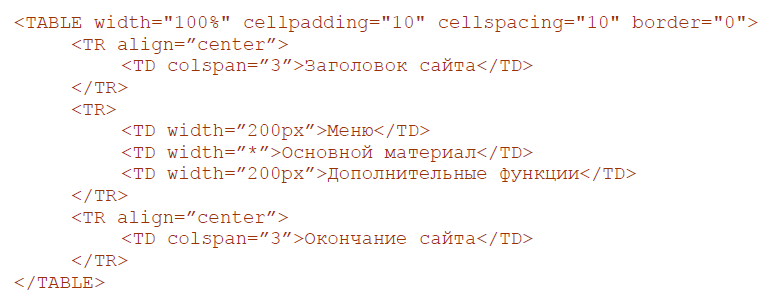 <TABLE width="100%" cellpadding="10" cellspacing="10" border="0">
<TR align=”center”>
<TD colspan=”3”>Заголовок сайта</TD>
</TR>
<TR>
<TD width=”200px”>Меню</TD>
<TD width=”*”>Основной материал</TD>
<TD width=”200px”>Дополнительные функции</TD>
</TR>
<TR align=”center”>
<TD colspan=”3”>Окончание сайта</TD>
</TR>
</TABLE>